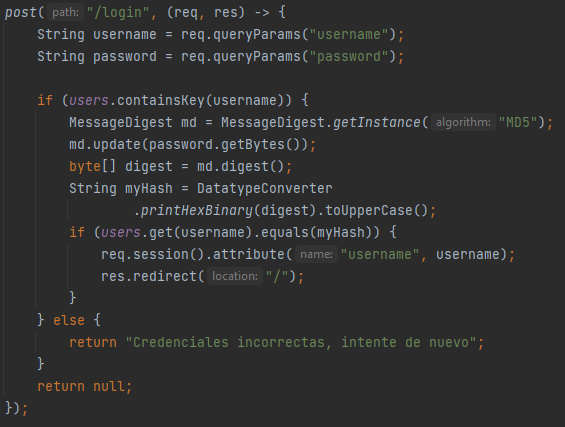 post( path: "/login", (req, res) -> {
    String username = req.queryParams("username");
    String password = req.queryParams("password");

    if (users.containsKey(username)) {
        MessageDigest md = MessageDigest.getInstance( algorithm: "MD5");
        md.update(password.getBytes());
        byte[] digest = md.digest();
        String myHash = DatatypeConverter
                .printHexBinary(digest).toUpperCase();
        if (users.get(username).equals(myHash)) {
            req.session().attribute( name: "username", username);
            res.redirect( location: "/");
        }
    } else {
        return "Credenciales incorrectas, intente de nuevo";
    }
    return null;
});